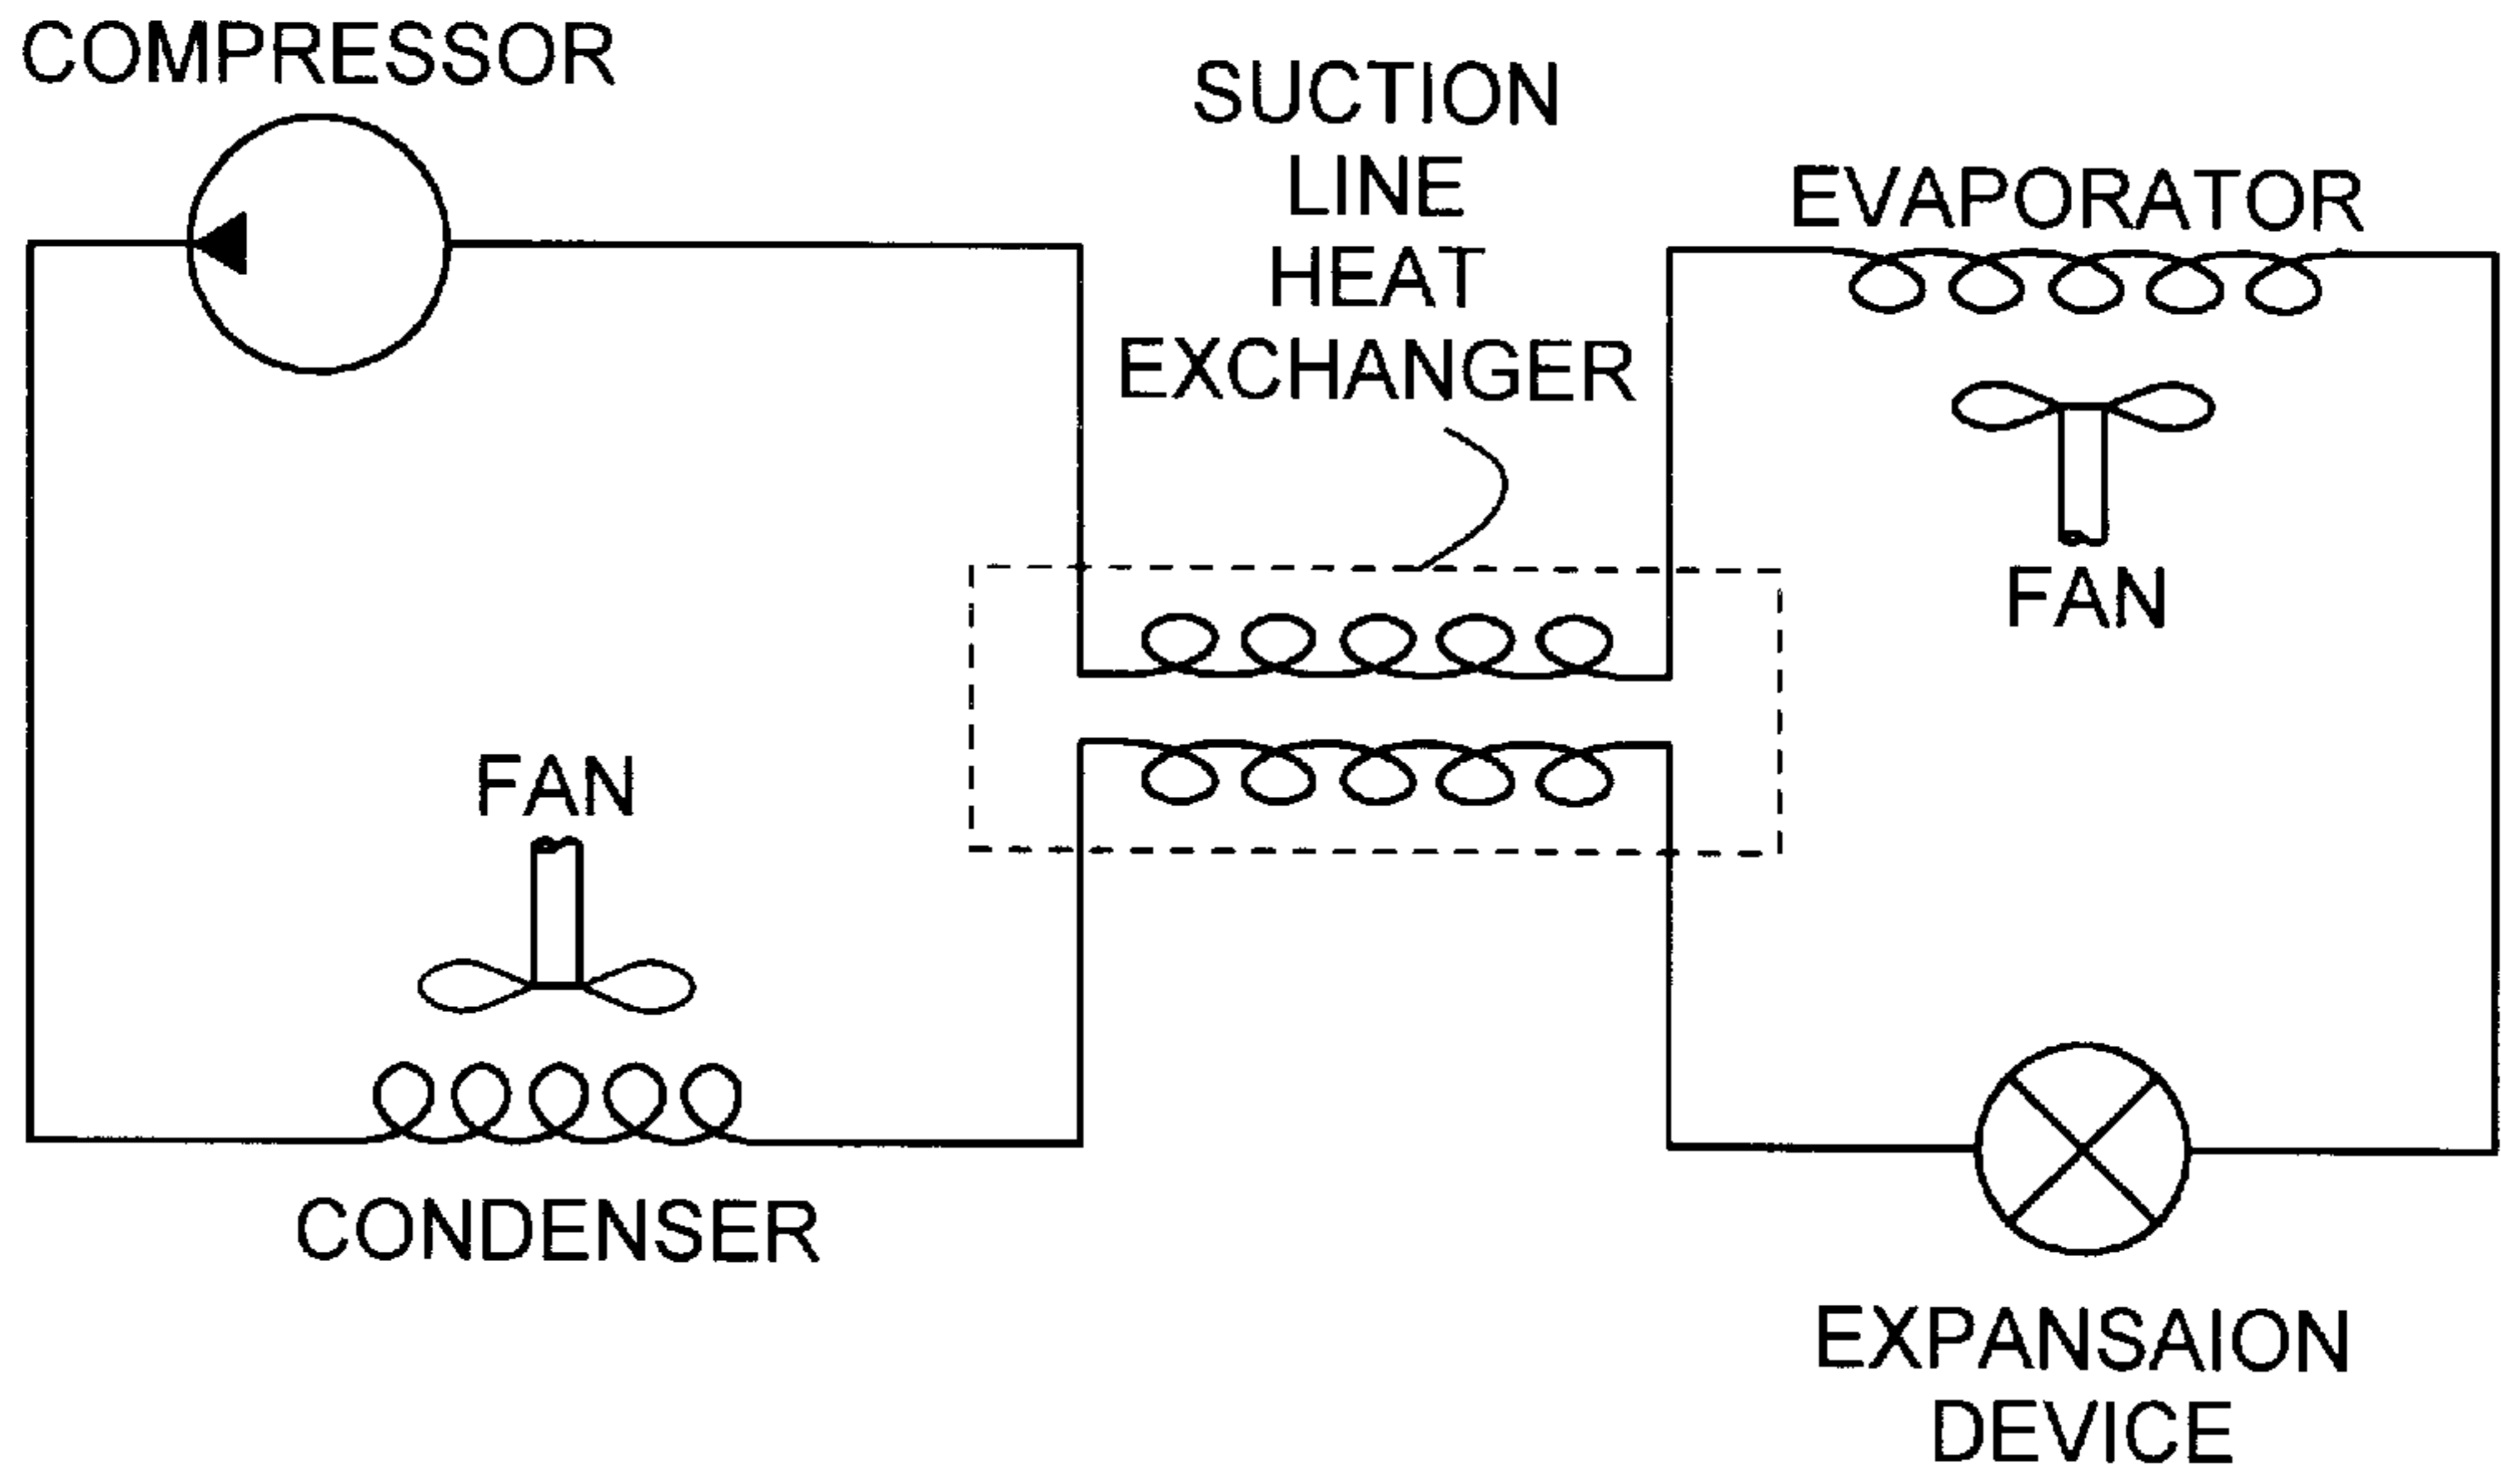 COMPRESSOR
SUCTION
LINE
HEAT
EXCHANGER
EVAPORATOR
FAN
FAN
CONDENSER
EXPANSAION
DEVICE